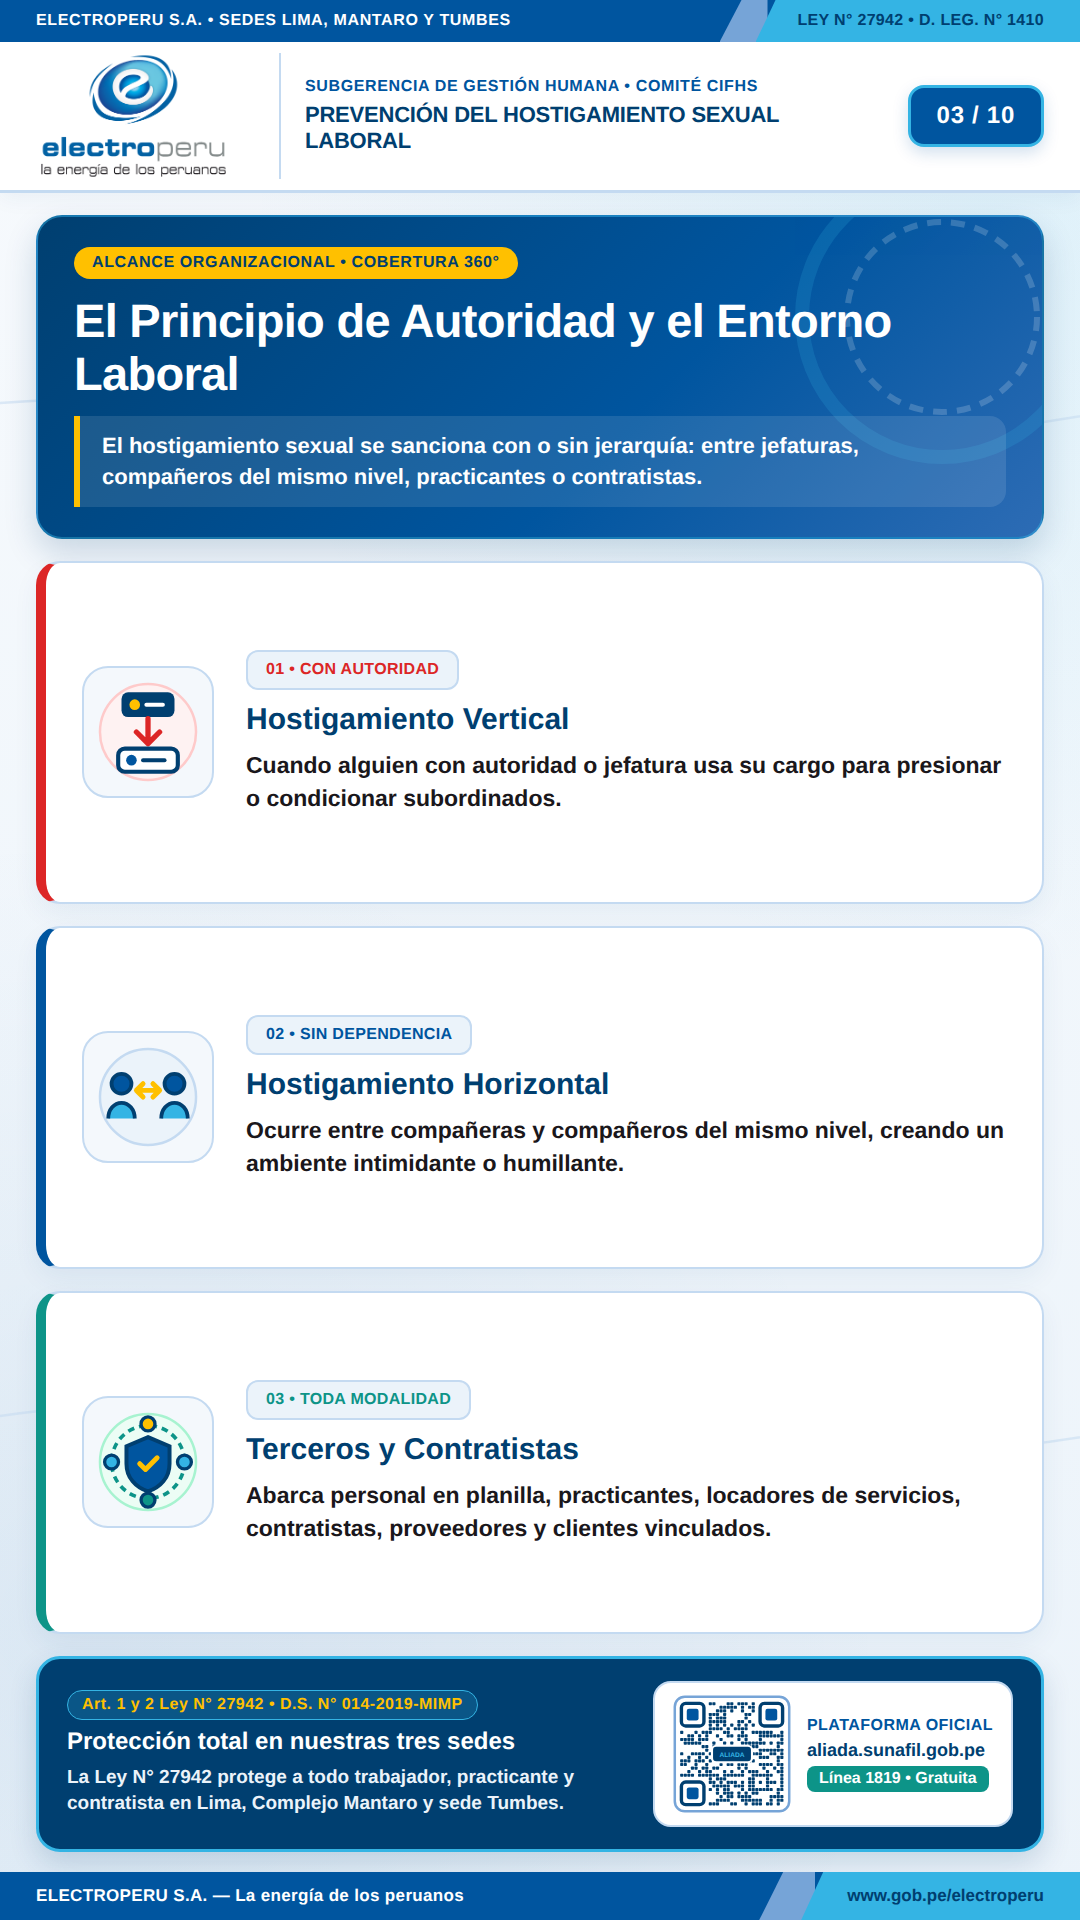 ELECTROPERU S.A. • SEDES LIMA, MANTARO Y TUMBES
LEY N° 27942 • D. LEG. N° 1410
electroperu
la energía de los peruanos
SUBGERENCIA DE GESTIÓN HUMANA • COMITÉ CIFHS
PREVENCIÓN DEL HOSTIGAMIENTO SEXUAL
LABORAL
03 / 10
ALCANCE ORGANIZACIONAL • COBERTURA 360°
El Principio de Autoridad y el Entorno
Laboral
El hostigamiento sexual se sanciona con o sin jerarquía: entre jefaturas,
compañeros del mismo nivel, practicantes o contratistas.
01 • CON AUTORIDAD
Hostigamiento Vertical
Cuando alguien con autoridad o jefatura usa su cargo para presionar
o condicionar subordinados.
02 • SIN DEPENDENCIA
Hostigamiento Horizontal
Ocurre entre compañeras y compañeros del mismo nivel, creando un
ambiente intimidante o humillante.
03 • TODA MODALIDAD
Terceros y Contratistas
Abarca personal en planilla, practicantes, locadores de servicios,
contratistas, proveedores y clientes vinculados.
Art. 1 y 2 Ley N° 27942 • D.S. N° 014-2019-MIMP
Protección total en nuestras tres sedes
La Ley N° 27942 protege a todo trabajador, practicante y
contratista en Lima, Complejo Mantaro y sede Tumbes.
ALIADA
PLATAFORMA OFICIAL
aliada.sunafil.gob.pe
Línea 1819 • Gratuita
ELECTROPERU S.A. — La energía de los peruanos
www.gob.pe/electroperu